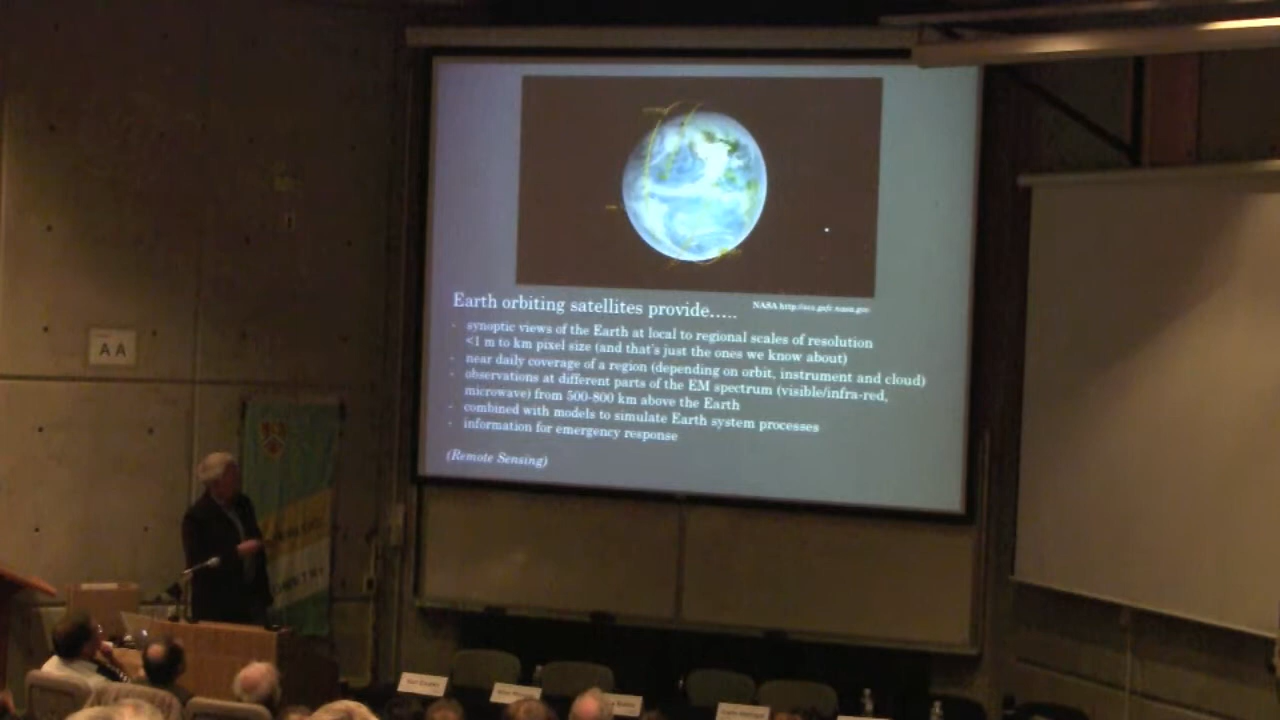 Earth orbiting satellites provide.....
- synoptic views of the Earth at local to regional scales of resolution
<1 m to km pixel size (and that's just the ones we know about)
- near daily coverage of a region (depending on orbit, instrument and cloud)
- observations at different parts of the EM spectrum (visible/infra-red,
microwave) from 500-800 km above the Earth
- combined with models to simulate Earth system processes
- information for emergency response
(Remote Sensing)
A A